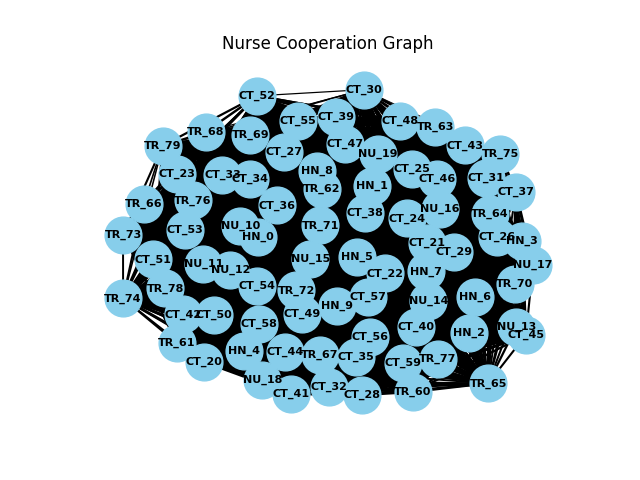 Nurse Cooperation Graph
CT_52
CT_30
CT_55
CT_39
CT_48
TR_63
TR_68
TR_69
TR_79
CT_27
CT_47
NU_19
CT_43
TR_75
CT_23
CT_33
CT_34
HN_8
TR_62
HN_1
CT_25
CT_46
CT_31
CT_37
TR_66
TR_76
CT_36
CT_38
CT_24
NU_16
TR_64
TR_73
CT_53
NU_10
HN_0
TR_71
CT_21
CT_29
CT_26
HN_3
CT_51
NU_11
NU_12
NU_15
HN_5
CT_22
HN_7
NU_17
TR_74
TR_78
CT_54
TR_72
CT_57
NU_14
HN_6
TR_70
CT_42
CT_50
CT_58
CT_49
HN_9
CT_56
CT_40
HN_2
NU_13
CT_45
TR_61
CT_20
HN_4
CT_44
TR_67
CT_35
CT_59
TR_77
NU_18
CT_41
CT_32
CT_28
TR_60
TR_65